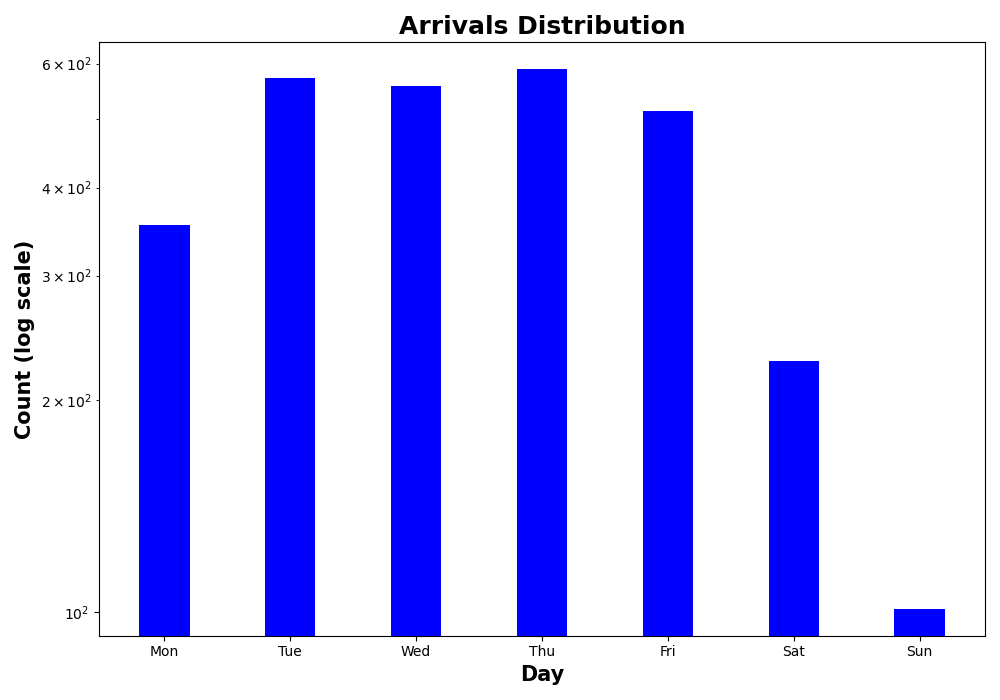 Arrivals Distribution
Count (log scale)
6 × 10²
4 × 10²
3 × 10²
2 × 10²
10²
Mon Tue Wed Thu Fri Sat Sun
Day